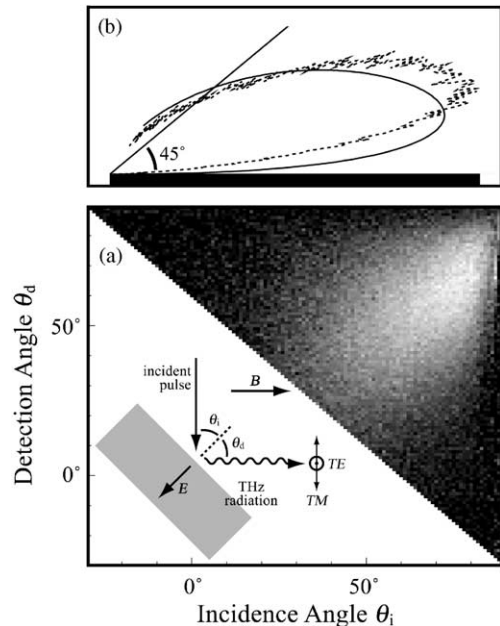 (b)
45°
(a)
Detection Angle θd
50°
0°
incident
pulse
B
θi
θd
E
THz
radiation
TE
TM
0°
50°
Incidence Angle θi